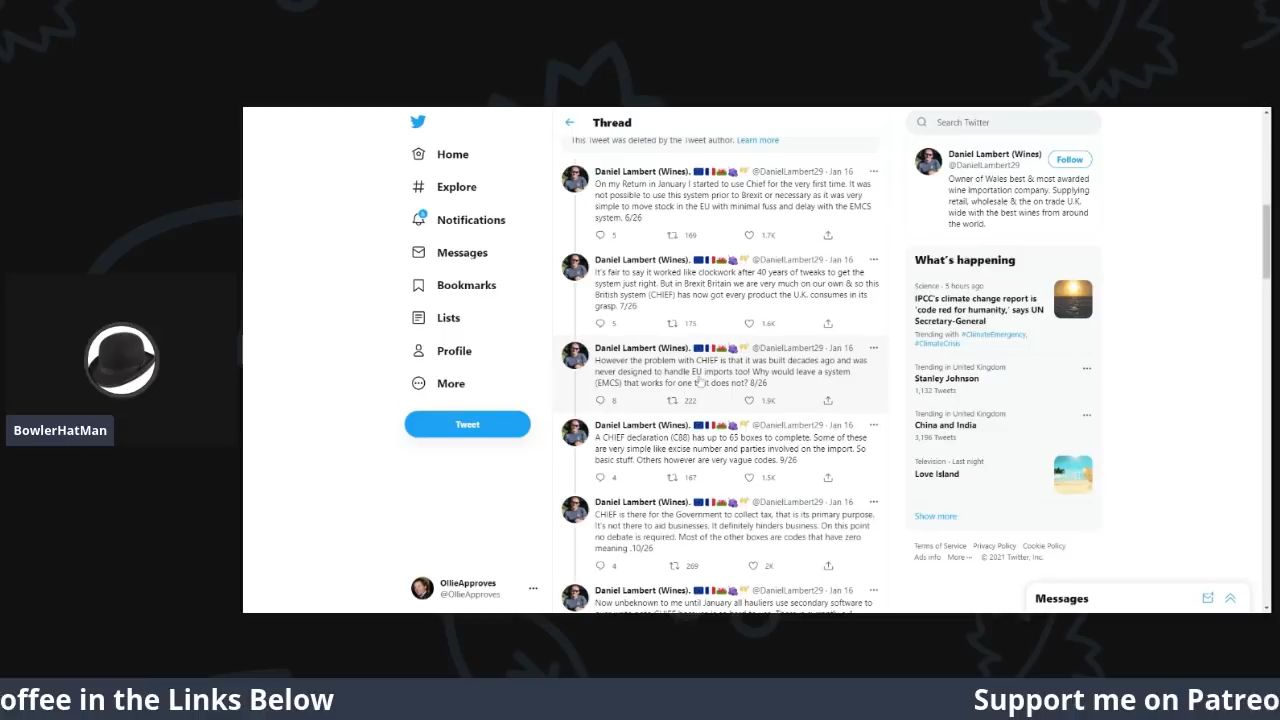 Thread
Search Twitter
This Tweet was deleted by the Tweet author. Learn more
Home
Explore
Notifications
Messages
Bookmarks
Lists
Profile
More
Tweet
OllieApproves
@OllieApproves
BowlerHatMan
Daniel Lambert (Wines). @DanielLambert29 · Jan 16
On my Return in January I started to use Chief for the very first time. It was
not possible to use this system prior to Brexit or necessary as it was very
simple to move stock in the EU with minimal fuss and delay with the EMCS
system. 6/26
5 169 1.7K
Daniel Lambert (Wines). @DanielLambert29 · Jan 16
It's fair to say it worked like clockwork after 40 years of tweaks to get the
system just right. But in Brexit Britain we are very much on our own & so this
British system (CHIEF) has now got every product the U.K. consumes in its
grasp. 7/26
5 175 1.6K
Daniel Lambert (Wines). @DanielLambert29 · Jan 16
However the problem with CHIEF is that it was built decades ago and was
never designed to handle EU imports too! Why would leave a system
(EMCS) that works for one it does not? 8/26
8 222 1.9K
Daniel Lambert (Wines). @DanielLambert29 · Jan 16
A CHIEF declaration (C88) has up to 65 boxes to complete. Some of these
are very simple like excise number and parties involved on the import. So
basic stuff. Others however are very vague codes. 9/26
4 167 1.5K
Daniel Lambert (Wines). @DanielLambert29 · Jan 16
CHIEF is there for the Government to collect tax, that is its primary purpose.
It's not there to aid businesses. It definitely hinders business. On this point
no debate is required. Most of the other boxes are codes that have zero
meaning .10/26
4 269 2K
Daniel Lambert (Wines). @DanielLambert29 · Jan 16
Now unbeknown to me until January all hauliers use secondary software to
Daniel Lambert (Wines)
@DanielLambert29
Follow
Owner of Wales best & most awarded
wine importation company. Supplying
retail, wholesale & the on trade U.K.
wide with the best wines from around
the world.
What's happening
Science · 5 hours ago
IPCC's climate change report is
'code red for humanity,' says UN
Secretary-General
Trending with #ClimateEmergency,
#ClimateCrisis
Trending in United Kingdom
Stanley Johnson
1,132 Tweets
Trending in United Kingdom
China and India
3,196 Tweets
Television · Last night
Love Island
Show more
Terms of Service Privacy Policy Cookie Policy
Ads info More ··· © 2021 Twitter, Inc.
Messages
offee in the Links Below
Support me on Patreo